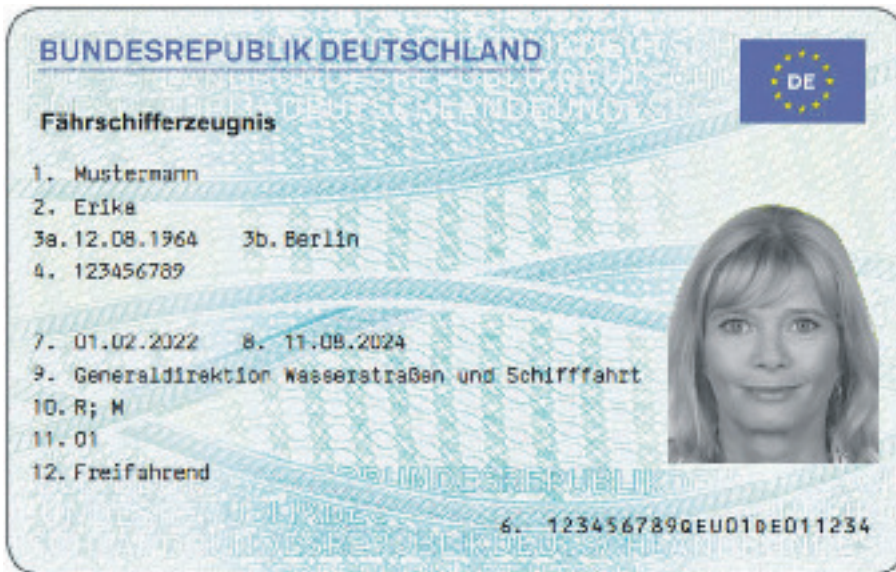 BUNDESREPUBLIK DEUTSCHLAND
DE
Fährschifferzeugnis
1. Mustermann
2. Erika
3a. 12.08.1964 3b. Berlin
4. 123456789
7. 01.02.2022 8. 11.08.2024
9. Generaldirektion Wasserstraßen und Schifffahrt
10. R; M
11. 01
12. Freifahrend
6. 123456789QEU01DE011234